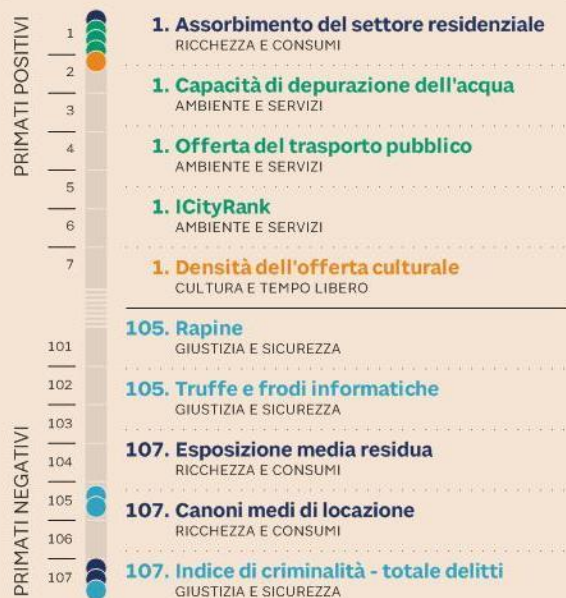 PRIMATI POSITIVI
1
2
3
4
5
6
7
1. Assorbimento del settore residenziale
RICCHEZZA E CONSUMI
1. Capacità di depurazione dell'acqua
AMBIENTE E SERVIZI
1. Offerta del trasporto pubblico
AMBIENTE E SERVIZI
1. ICityRank
AMBIENTE E SERVIZI
1. Densità dell'offerta culturale
CULTURA E TEMPO LIBERO
PRIMATI NEGATIVI
101
102
103
104
105
106
107
105. Rapine
GIUSTIZIA E SICUREZZA
105. Truffe e frodi informatiche
GIUSTIZIA E SICUREZZA
107. Esposizione media residua
RICCHEZZA E CONSUMI
107. Canoni medi di locazione
RICCHEZZA E CONSUMI
107. Indice di criminalità - totale delitti
GIUSTIZIA E SICUREZZA